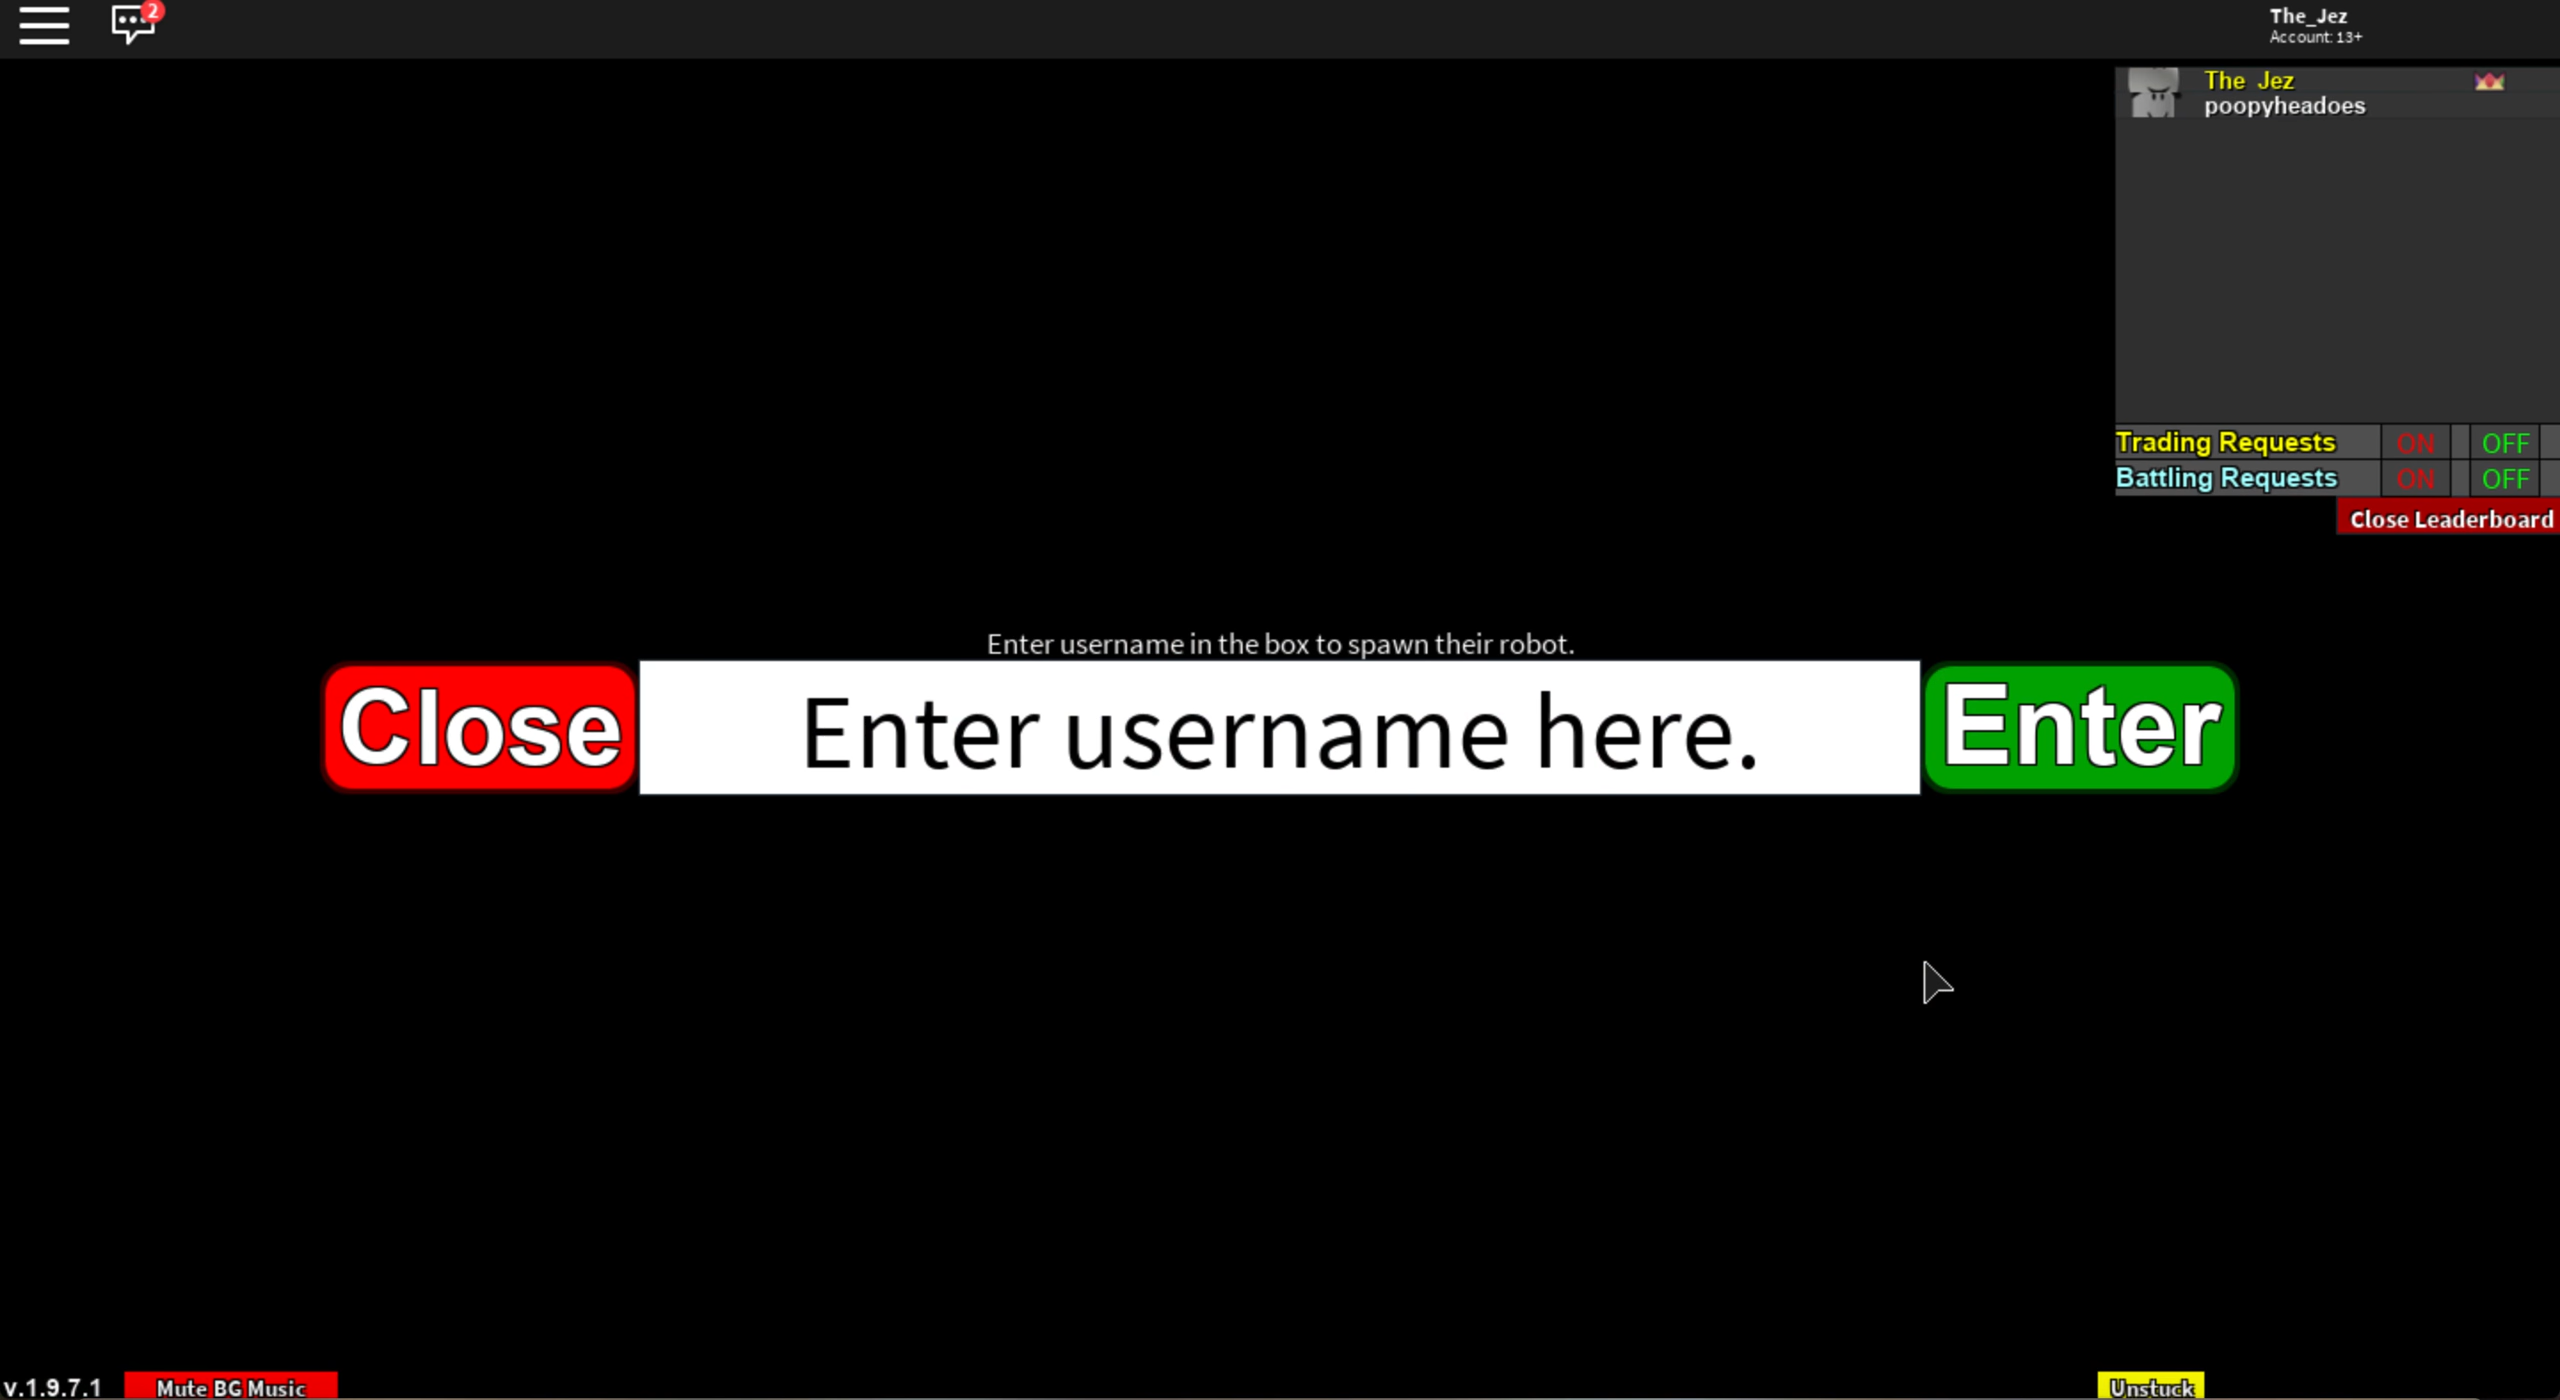 2
The_Jez
Account: 13+
The_Jez
poopyheadoes
Trading Requests ON OFF
Battling Requests ON OFF
Close Leaderboard
Enter username in the box to spawn their robot.
Close Enter username here. Enter
v.1.9.7.1 Mute BG Music Unstuck